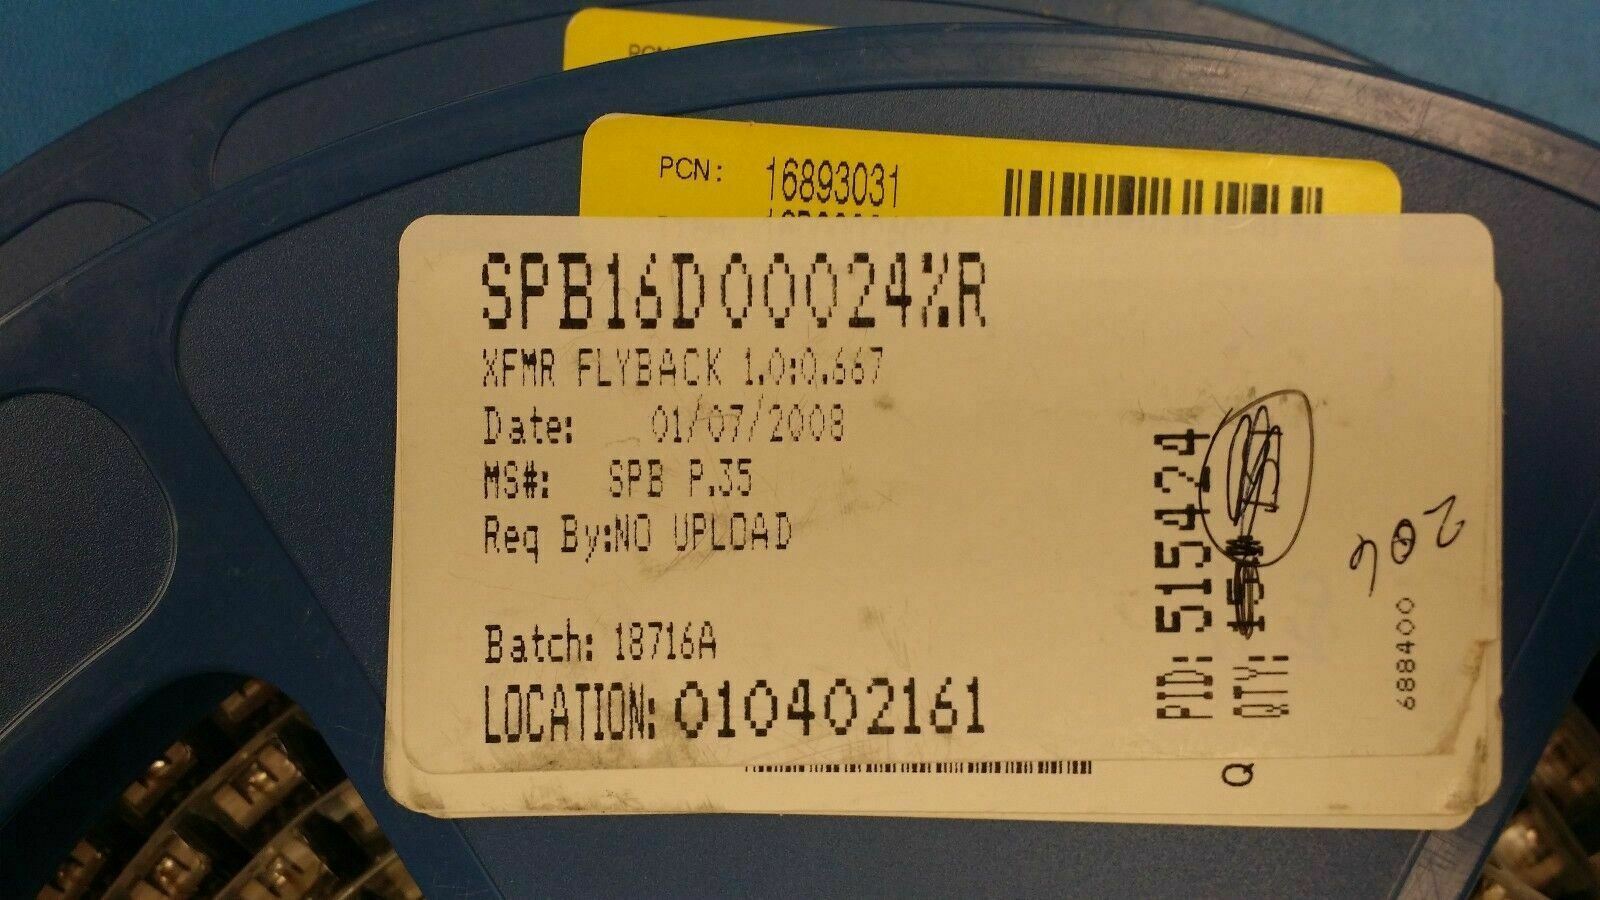 PCN: 16893031
SPB16D00024%R
XFMR FLYBACK 1.0:0.667
Date: 01/07/2008
MS#: SPB P.35
Req By:NO UPLOAD
Batch: 18716A
LOCATION: 010402161
PID: 515424
QTY:
206
688400
Q